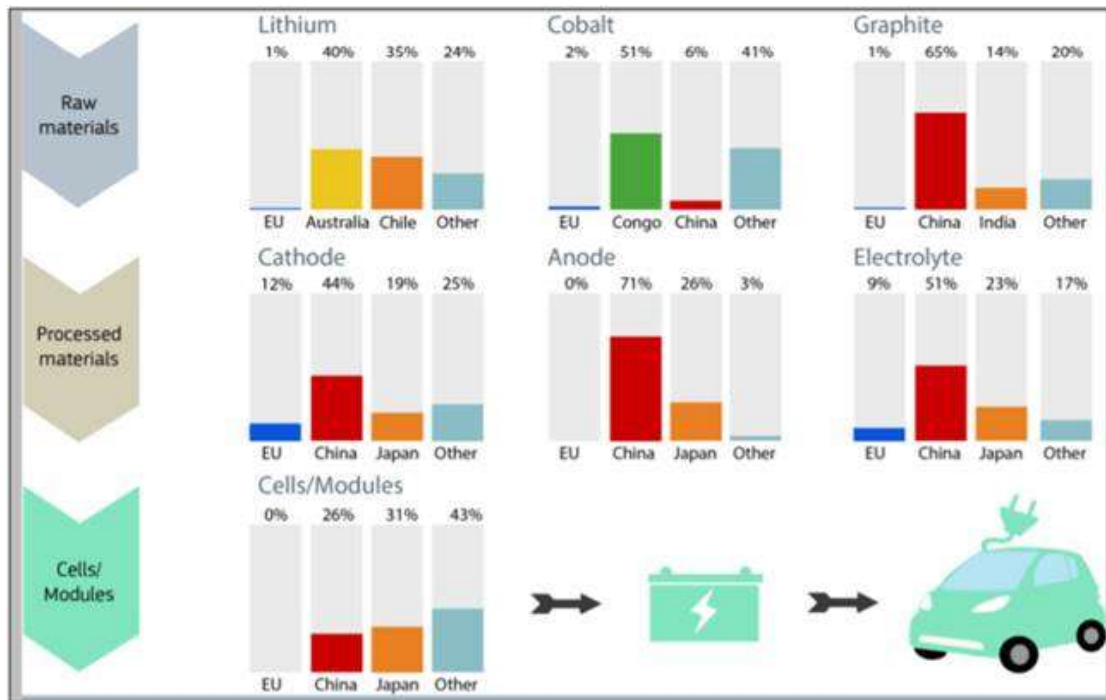 Raw
materials
Lithium
1% 40% 35% 24%
EU Australia Chile Other
Cobalt
2% 51% 6% 41%
EU Congo China Other
Graphite
1% 65% 14% 20%
EU China India Other
Processed
materials
Cathode
12% 44% 19% 25%
EU China Japan Other
Anode
0% 71% 26% 3%
EU China Japan Other
Electrolyte
9% 51% 23% 17%
EU China Japan Other
Cells/
Modules
Cells/Modules
0% 26% 31% 43%
EU China Japan Other